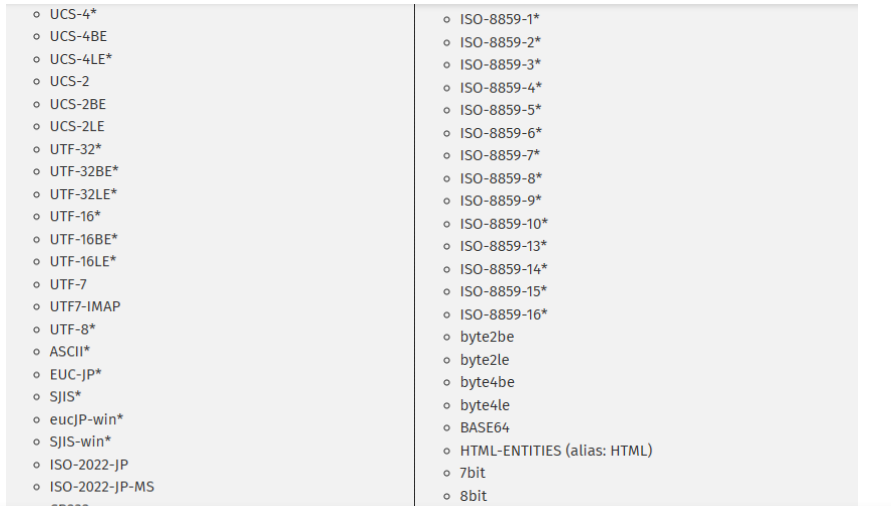 UCS-4*
UCS-4BE
UCS-4LE*
UCS-2
UCS-2BE
UCS-2LE
UTF-32*
UTF-32BE*
UTF-32LE*
UTF-16*
UTF-16BE*
UTF-16LE*
UTF-7
UTF7-IMAP
UTF-8*
ASCII*
EUC-JP*
SJIS*
eucJP-win*
SJIS-win*
ISO-2022-JP
ISO-2022-JP-MS
ISO-8859-1*
ISO-8859-2*
ISO-8859-3*
ISO-8859-4*
ISO-8859-5*
ISO-8859-6*
ISO-8859-7*
ISO-8859-8*
ISO-8859-9*
ISO-8859-10*
ISO-8859-13*
ISO-8859-14*
ISO-8859-15*
ISO-8859-16*
byte2be
byte2le
byte4be
byte4le
BASE64
HTML-ENTITIES (alias: HTML)
7bit
8bit